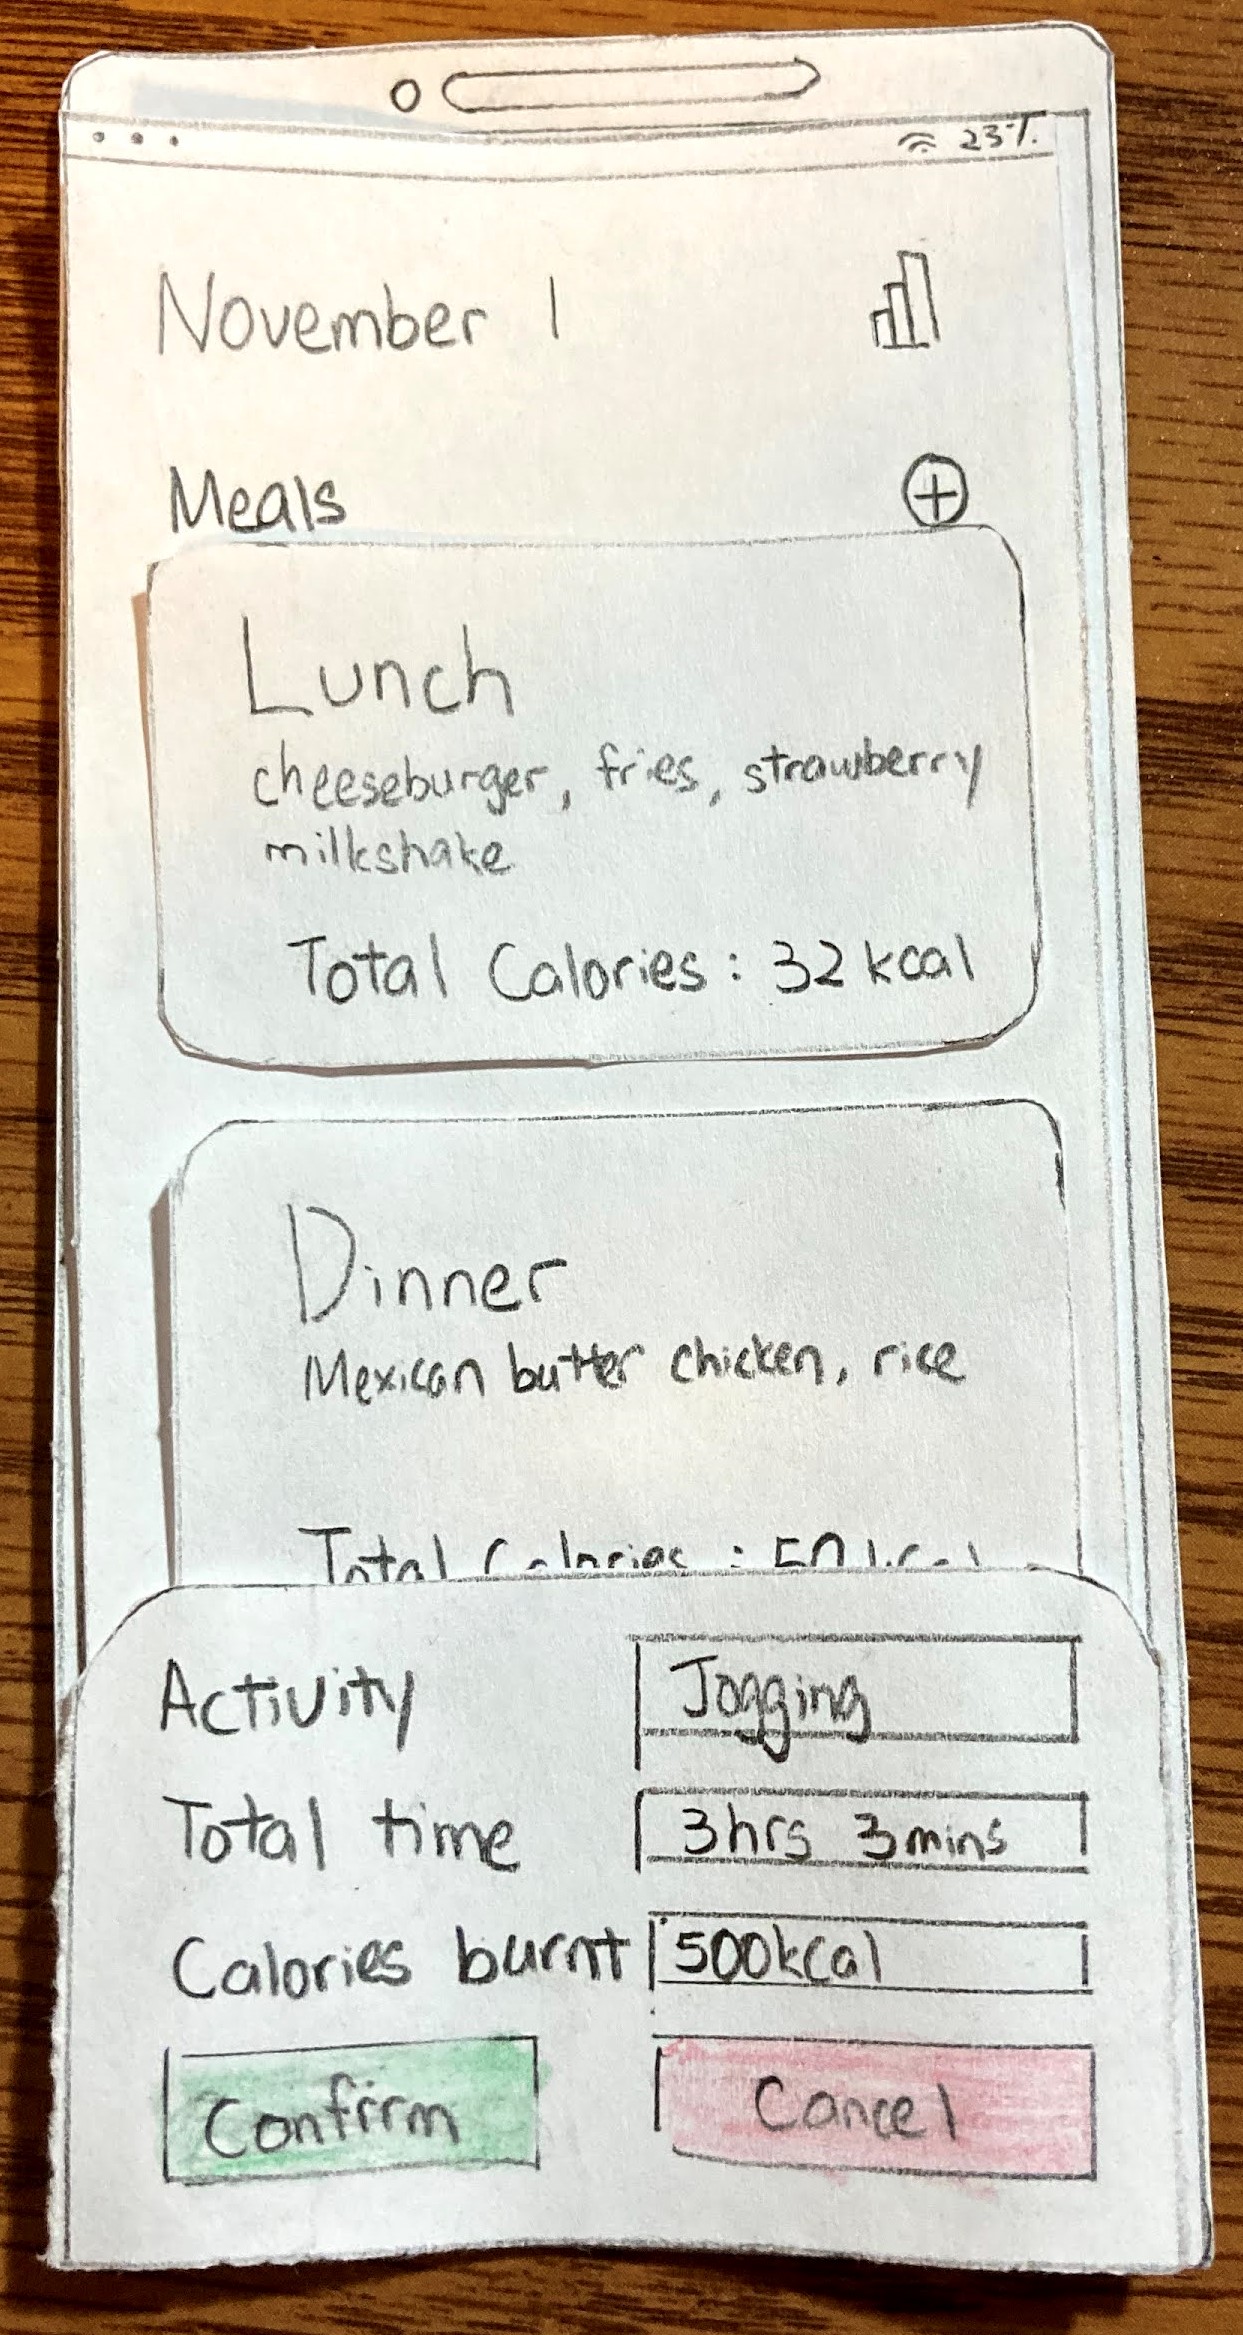 23%
November 1
Meals
Lunch
cheeseburger, fries, strawberry
milkshake
Total Calories: 32 kcal
Dinner
Mexican butter chicken, rice
Total Calories: 50 kcal
Activity Jogging
Total time 3hrs 3mins
Calories burnt 500kcal
Confirm Cancel